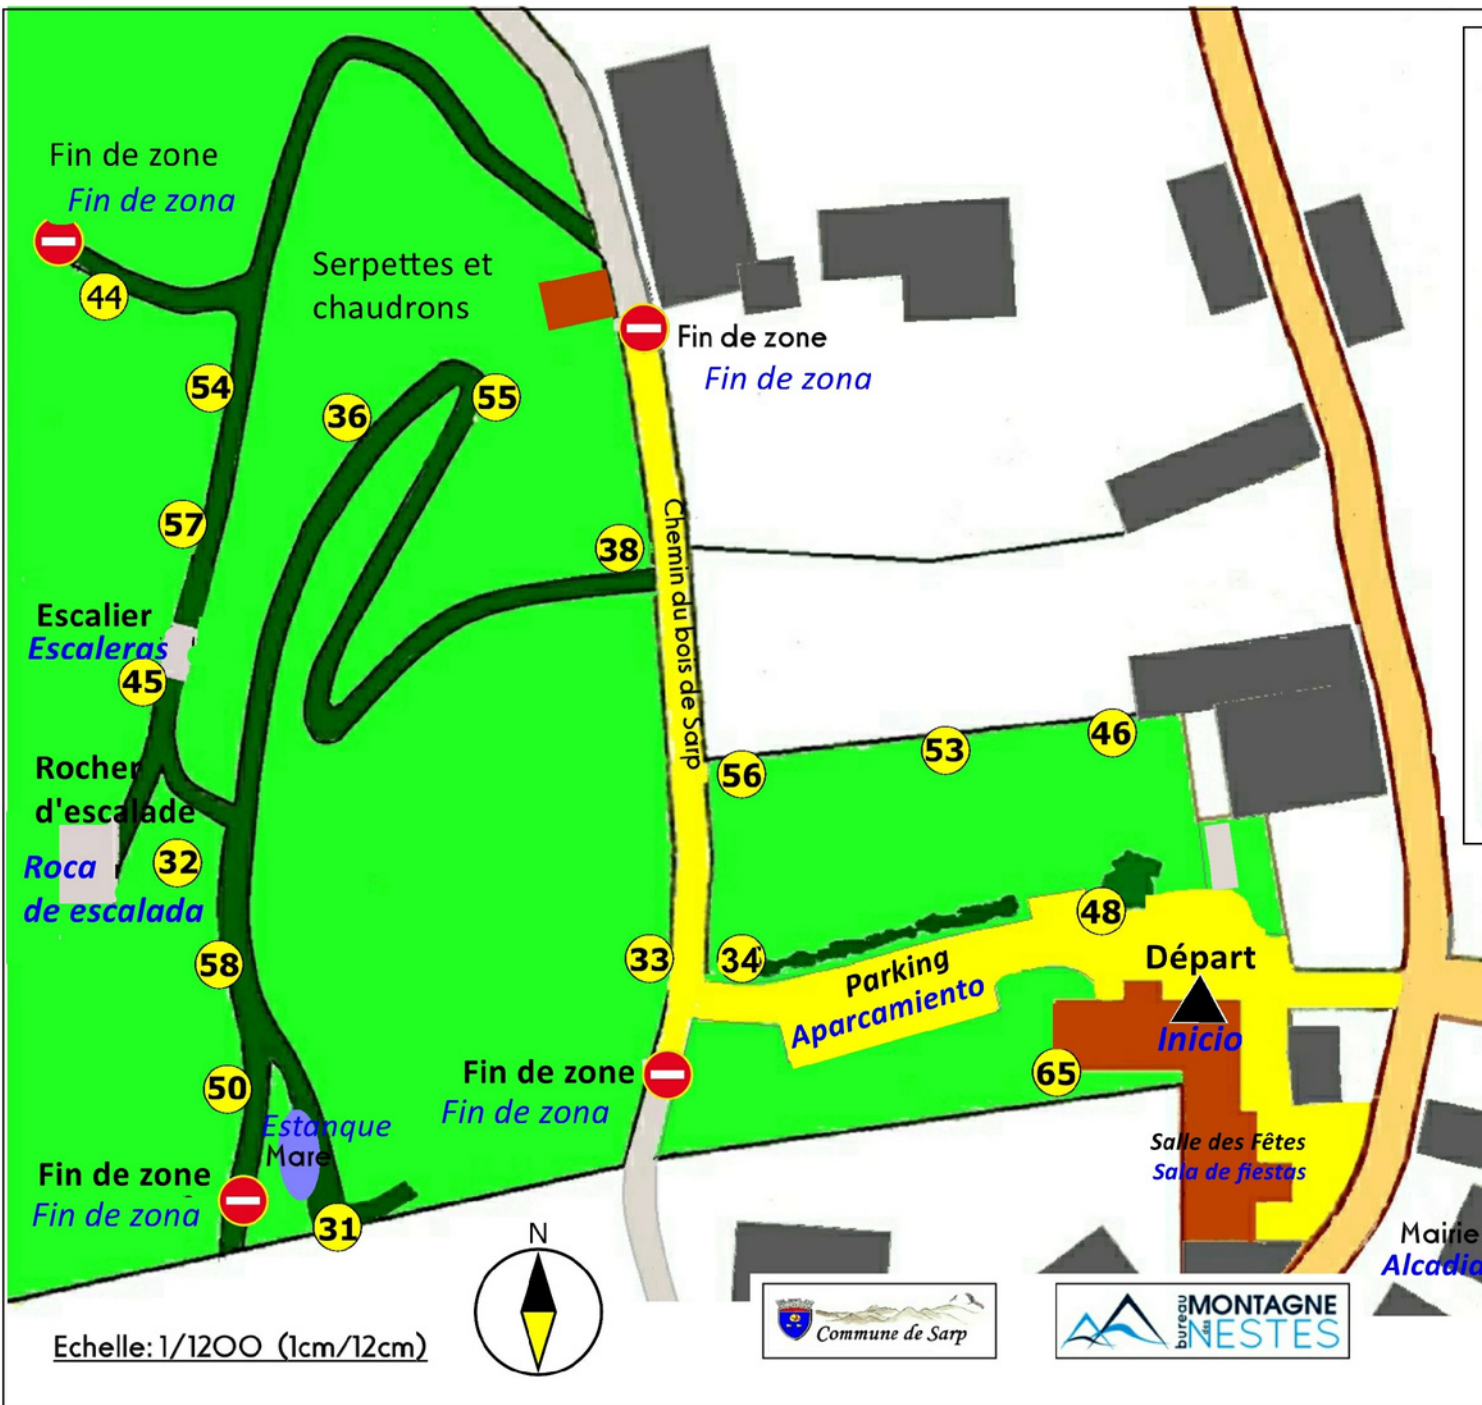 Fin de zone
Fin de zona
44
Serpettes et
chaudrons
Fin de zone
Fin de zona
54
36
55
57
38
Chemin du bois de Sarp
Escalier
Escaleras
45
56
53
46
Rocher
d'escalade
Roca
de escalada
32
58
33
34
48
Parking
Aparcamiento
Départ
Inicio
Fin de zone
Fin de zona
65
50
Estanque
Mare
Fin de zone
Fin de zona
31
Salle des Fêtes
Sala de fiestas
Mairie
Alcadia
N
Echelle: 1/1200 (1cm/12cm)
Commune de Sarp
bureau des
MONTAGNE
NESTES